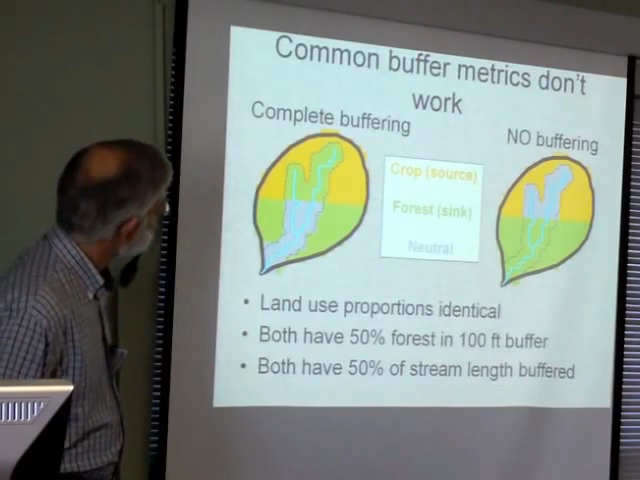 Common buffer metrics don't
work
Complete buffering
NO buffering
Crop (source)
Forest (sink)
Neutral
• Land use proportions identical
• Both have 50% forest in 100 ft buffer
• Both have 50% of stream length buffered